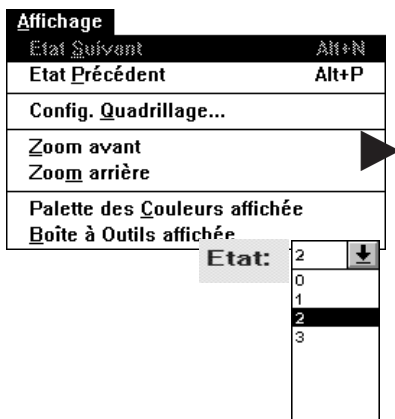 Affichage
Etat Suivant Alt+N
Etat Précédent Alt+P
Config. Quadrillage...
Zoom avant
Zoom arrière
Palette des Couleurs affichée
Boîte à Outils affichée
Etat: 2
0
1
2
3